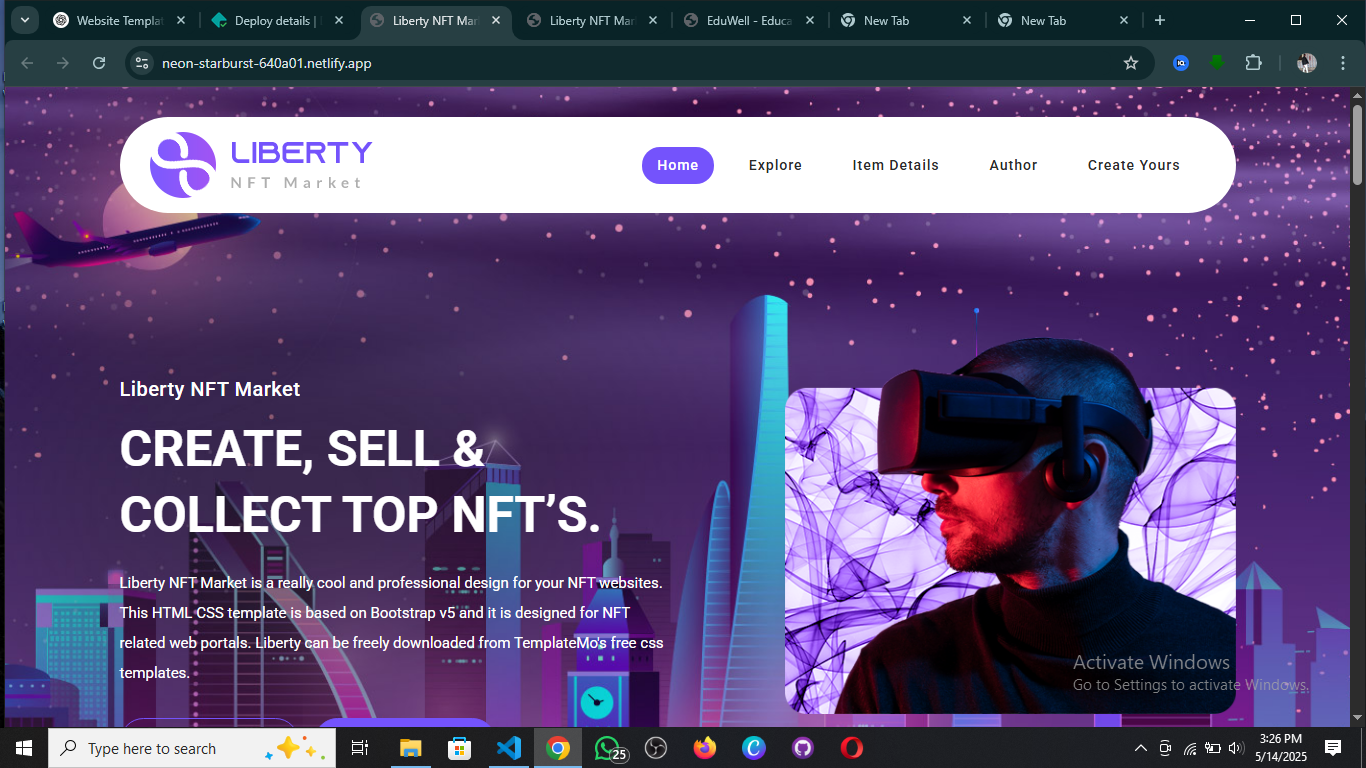 Website Templat
Deploy details |
Liberty NFT Mar
Liberty NFT Mar
EduWell - Educa
New Tab
New Tab
neon-starburst-640a01.netlify.app
LIBERTY
NFT Market
Home
Explore
Item Details
Author
Create Yours
Liberty NFT Market
CREATE, SELL &
COLLECT TOP NFT’S.
Liberty NFT Market is a really cool and professional design for your NFT websites.
This HTML CSS template is based on Bootstrap v5 and it is designed for NFT
related web portals. Liberty can be freely downloaded from TemplateMo's free css
templates.
Activate Windows
Go to Settings to activate Windows.
Type here to search
25
3:26 PM
5/14/2025